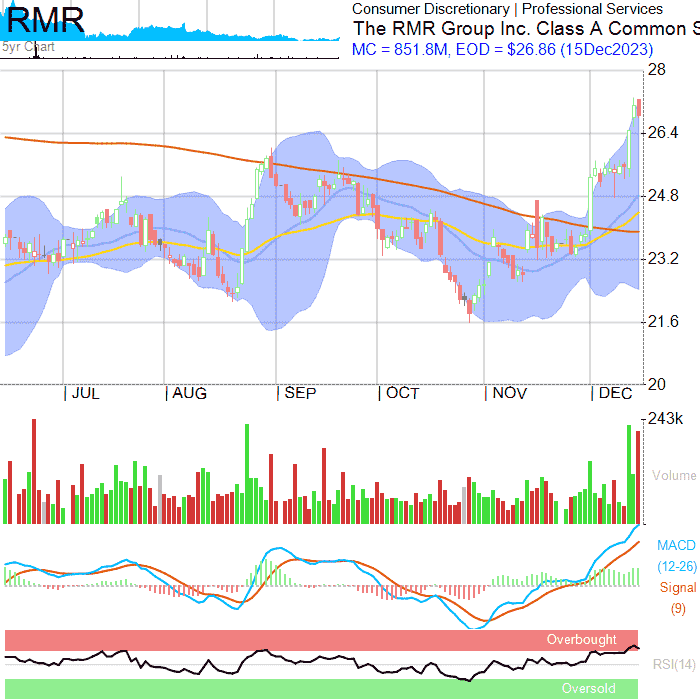 RMR
5yr Chart
Consumer Discretionary | Professional Services
The RMR Group Inc. Class A Common S
MC = 851.8M, EOD = $26.86 (15Dec2023)
28
26.4
24.8
23.2
21.6
20
| JUL | AUG | SEP | OCT | NOV | DEC
243k
Volume
MACD
(12-26)
Signal
(9)
Overbought
RSI(14)
Oversold